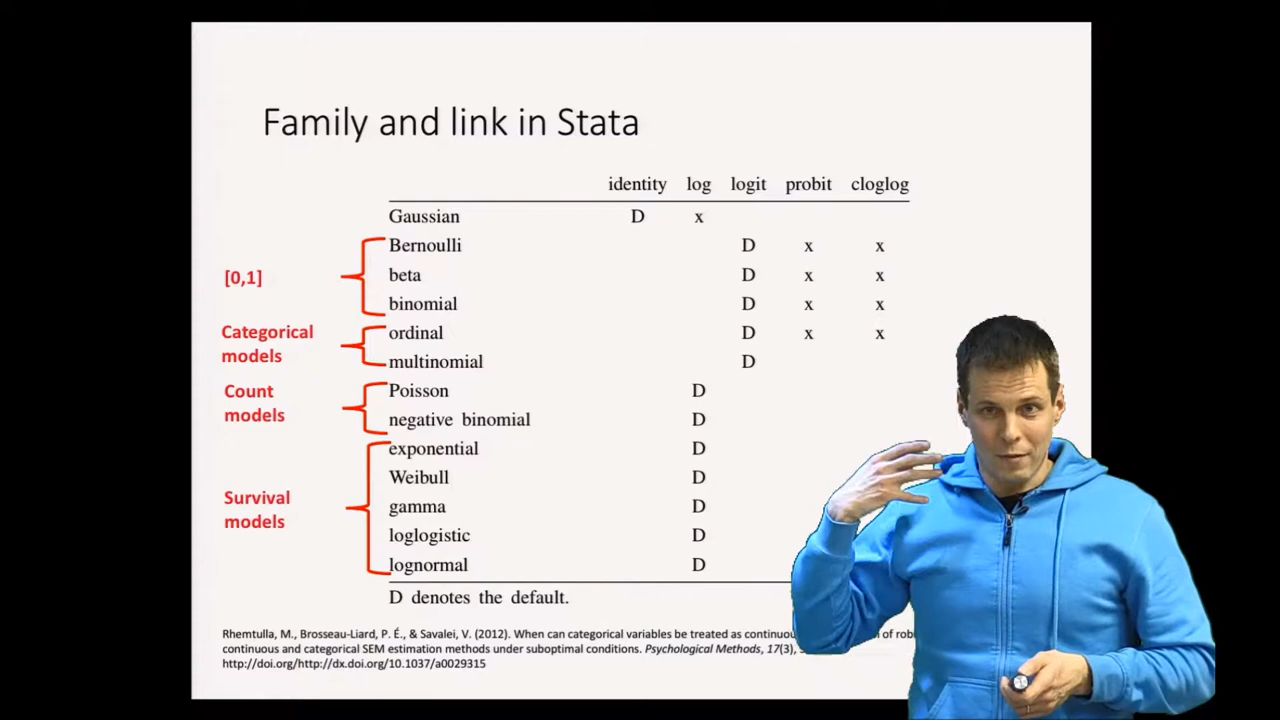 Family and link in Stata
identity log logit probit cloglog
Gaussian D x
Bernoulli D x x
[0,1]
beta D x x
binomial D x x
Categorical
models
ordinal D x x
multinomial D
Count
models
Poisson D
negative binomial D
exponential D
Weibull D
Survival
models
gamma D
loglogistic D
lognormal D
D denotes the default.
Rhemtulla, M., Brosseau-Liard, P. É., & Savalei, V. (2012). When can categorical variables be treated as of
continuous and categorical SEM estimation methods under suboptimal conditions. Psychological Methods, 17(3),
http://doi.org/http://dx.doi.org/10.1037/a0029315